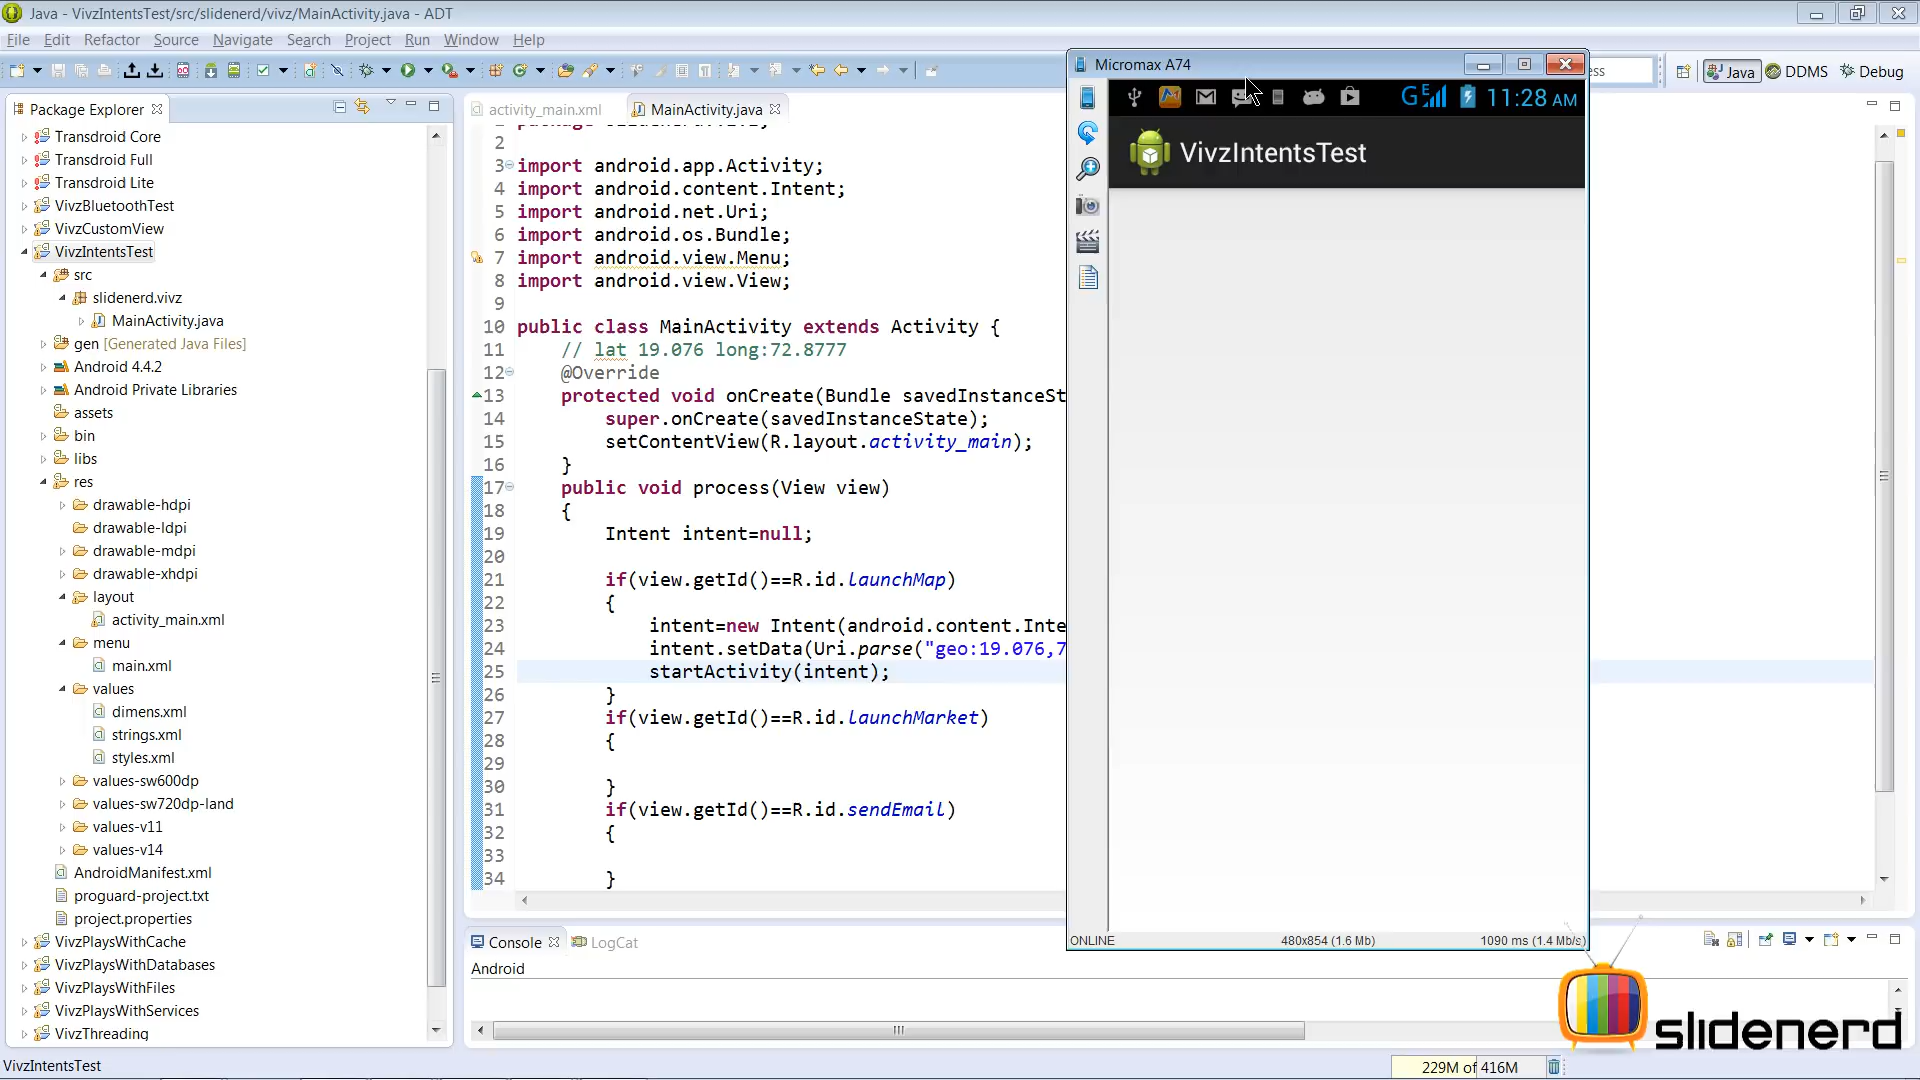 Java - VivzIntentsTest/src/slidenerd/vivz/MainActivity.java - ADT
File Edit Refactor Source Navigate Search Project Run Window Help
ess
Java
DDMS
Debug
Package Explorer
Transdroid Core
Transdroid Full
Transdroid Lite
VivzBluetoothTest
VivzCustomView
VivzIntentsTest
src
slidenerd.vivz
MainActivity.java
gen [Generated Java Files]
Android 4.4.2
Android Private Libraries
assets
bin
libs
res
drawable-hdpi
drawable-ldpi
drawable-mdpi
drawable-xhdpi
layout
activity_main.xml
menu
main.xml
values
dimens.xml
strings.xml
styles.xml
values-sw600dp
values-sw720dp-land
values-v11
values-v14
AndroidManifest.xml
proguard-project.txt
project.properties
VivzPlaysWithCache
VivzPlaysWithDatabases
VivzPlaysWithFiles
VivzPlaysWithServices
VivzThreading
activity_main.xml
MainActivity.java
2
3 import android.app.Activity;
4 import android.content.Intent;
5 import android.net.Uri;
6 import android.os.Bundle;
7 import android.view.Menu;
8 import android.view.View;
9
10 public class MainActivity extends Activity {
11 // lat 19.076 long:72.8777
12 @Override
13 protected void onCreate(Bundle savedInstanceSt
14 super.onCreate(savedInstanceState);
15 setContentView(R.layout.activity_main);
16 }
17 public void process(View view)
18 {
19 Intent intent=null;
20
21 if(view.getId()==R.id.launchMap)
22 {
23 intent=new Intent(android.content.Inte
24 intent.setData(Uri.parse("geo:19.076,7
25 startActivity(intent);
26 }
27 if(view.getId()==R.id.launchMarket)
28 {
29
30 }
31 if(view.getId()==R.id.sendEmail)
32 {
33
34 }
Micromax A74
G E 11:28 AM
VivzIntentsTest
ONLINE
480x854 (1.6 Mb)
1090 ms (1.4 Mb/s)
Console
LogCat
Android
slidenerd
VivzIntentsTest
229M of 416M